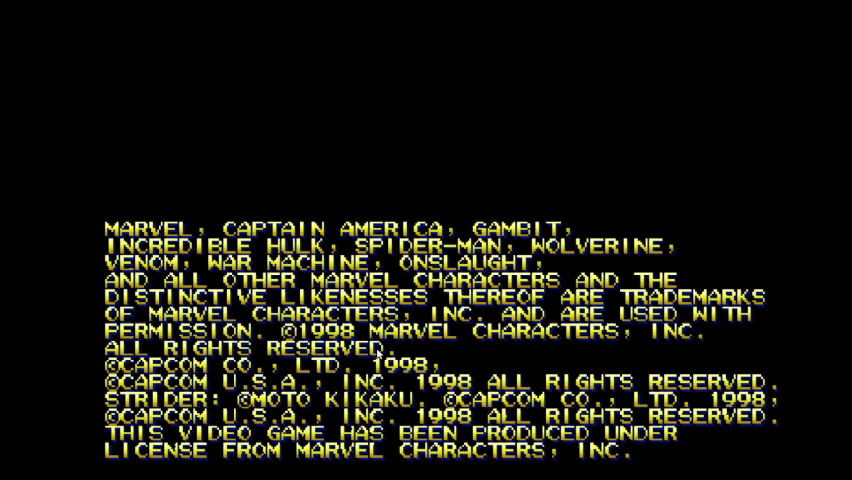 MARVEL, CAPTAIN AMERICA, GAMBIT,
INCREDIBLE HULK, SPIDER-MAN, WOLVERINE,
VENOM, WAR MACHINE, ONSLAUGHT,
AND ALL OTHER MARVEL CHARACTERS AND THE
DISTINCTIVE LIKENESSES THEREOF ARE TRADEMARKS
OF MARVEL CHARACTERS, INC. AND ARE USED WITH
PERMISSION. ©1998 MARVEL CHARACTERS, INC.
ALL RIGHTS RESERVED.
©CAPCOM CO., LTD. 1998,
©CAPCOM U.S.A., INC. 1998 ALL RIGHTS RESERVED.
STRIDER: ©MOTO KIKAKU. ©CAPCOM CO., LTD. 1998,
©CAPCOM U.S.A., INC. 1998 ALL RIGHTS RESERVED.
THIS VIDEO GAME HAS BEEN PRODUCED UNDER
LICENSE FROM MARVEL CHARACTERS, INC.